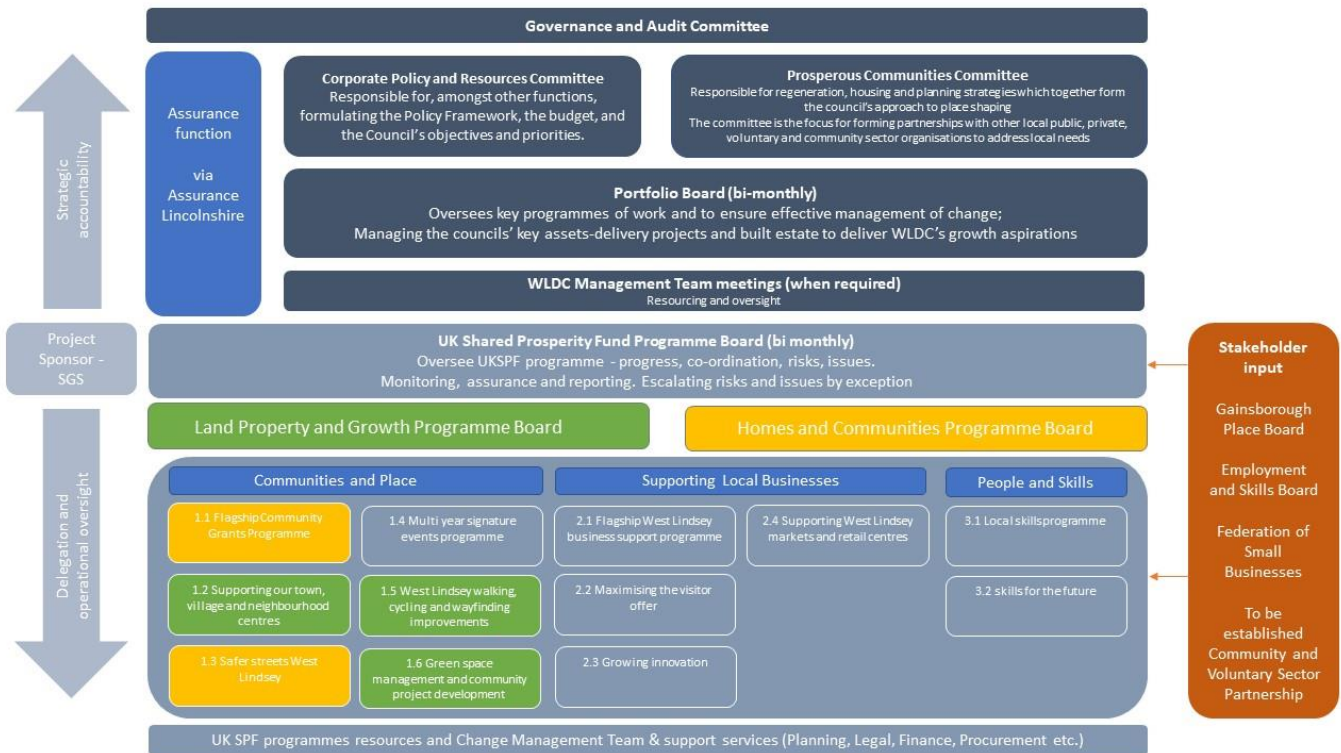 Governance and Audit Committee
Strategic
accountability
Assurance
function
via
Assurance
Lincolnshire
Corporate Policy and Resources Committee
Responsible for, amongst other functions,
formulating the Policy Framework, the budget, and
the Council's objectives and priorities.
Prosperous Communities Committee
Responsible for regeneration, housing and planning strategies which together form
the council's approach to place shaping
The committee is the focus for forming partnerships with other local public, private,
voluntary and community sector organisations to address local needs
Portfolio Board (bi-monthly)
Oversees key programmes of work and to ensure effective management of change;
Managing the councils' key assets-delivery projects and built estate to deliver WLDC's growth aspirations
WLDC Management Team meetings (when required)
Resourcing and oversight
Project
Sponsor -
SGS
UK Shared Prosperity Fund Programme Board (bi monthly)
Oversee UKSPF programme - progress, co-ordination, risks, issues.
Monitoring, assurance and reporting. Escalating risks and issues by exception
Stakeholder
input
Gainsborough
Place Board
Employment
and Skills Board
Federation of
Small
Businesses
To be
established
Community and
Voluntary Sector
Partnership
Land Property and Growth Programme Board
Homes and Communities Programme Board
Delegation and
operational oversight
Communities and Place
1.1 Flagship Community
Grants Programme
1.4 Multi year signature
events programme
1.2 Supporting our town,
village and neighbourhood
centres
1.5 West Lindsey walking,
cycling and wayfinding
improvements
1.3 Safer streets West
Lindsey
1.6 Green space
management and community
project development
Supporting Local Businesses
2.1 Flagship West Lindsey
business support programme
2.4 Supporting West Lindsey
markets and retail centres
2.2 Maximising the visitor
offer
2.3 Growing innovation
People and Skills
3.1 Local skills programme
3.2 skills for the future
UK SPF programmes resources and Change Management Team & support services (Planning, Legal, Finance, Procurement etc.)